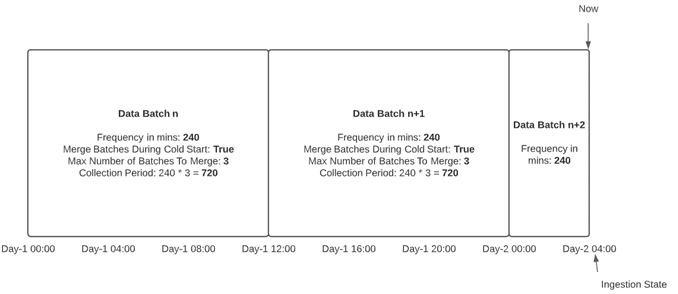 Now
Data Batch n
Frequency in mins: 240
Merge Batches During Cold Start: True
Max Number of Batches To Merge: 3
Collection Period: 240 * 3 = 720
Data Batch n+1
Frequency in mins: 240
Merge Batches During Cold Start: True
Max Number of Batches To Merge: 3
Collection Period: 240 * 3 = 720
Data Batch n+2
Frequency in
mins: 240
Day-1 00:00
Day-1 04:00
Day-1 08:00
Day-1 12:00
Day-1 16:00
Day-1 20:00
Day-2 00:00
Day-2 04:00
Ingestion State